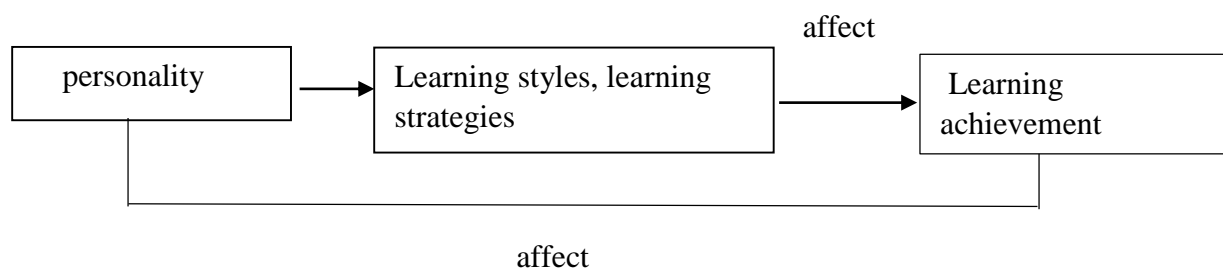 affect
personality
Learning styles, learning
strategies
Learning
achievement
affect